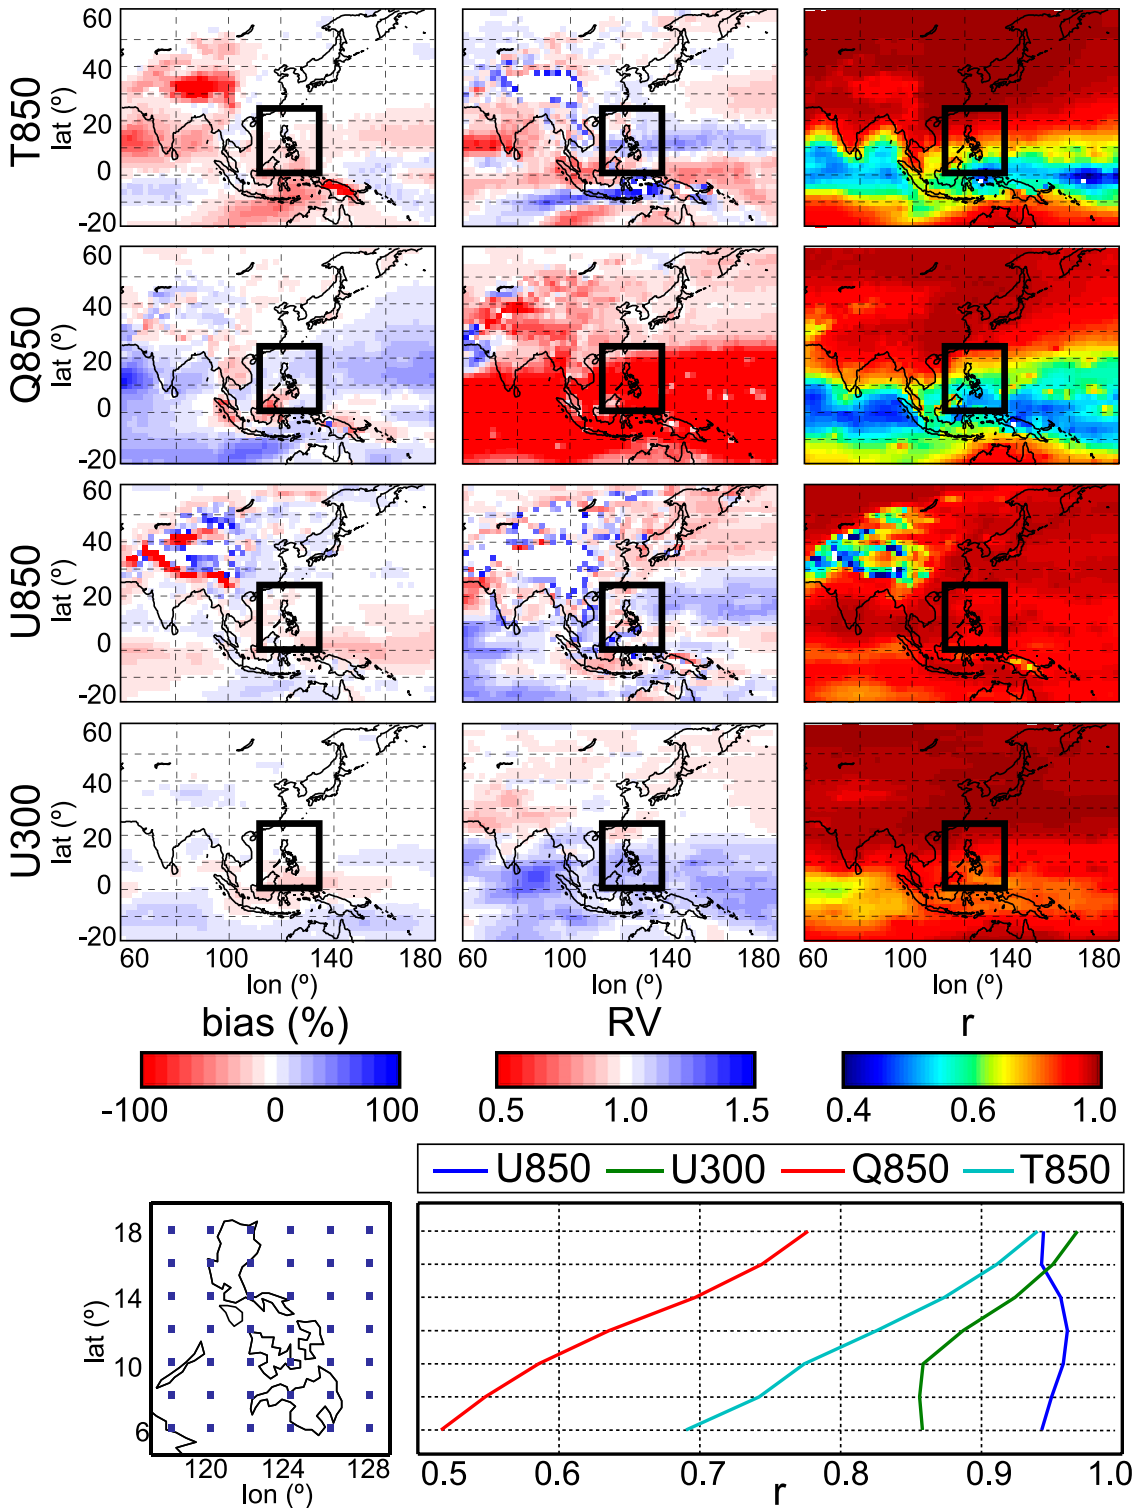 T850
lat (º)
60
40
20
0
-20
Q850
lat (º)
60
40
20
0
-20
U850
lat (º)
60
40
20
0
-20
U300
lat (º)
60
40
20
0
-20
60 100 140
60 100 140 180
60 100 140 180
lon (º) lon (º) lon (º)
bias (%) RV r
-100 0 100
0.5 1.0 1.5
0.4 0.6 1.0
U850 U300 Q850 T850
lat (º)
18
14
10
6
120 124 128
lon (º)
0.5 0.6 0.7 0.8 0.9 1.0
r